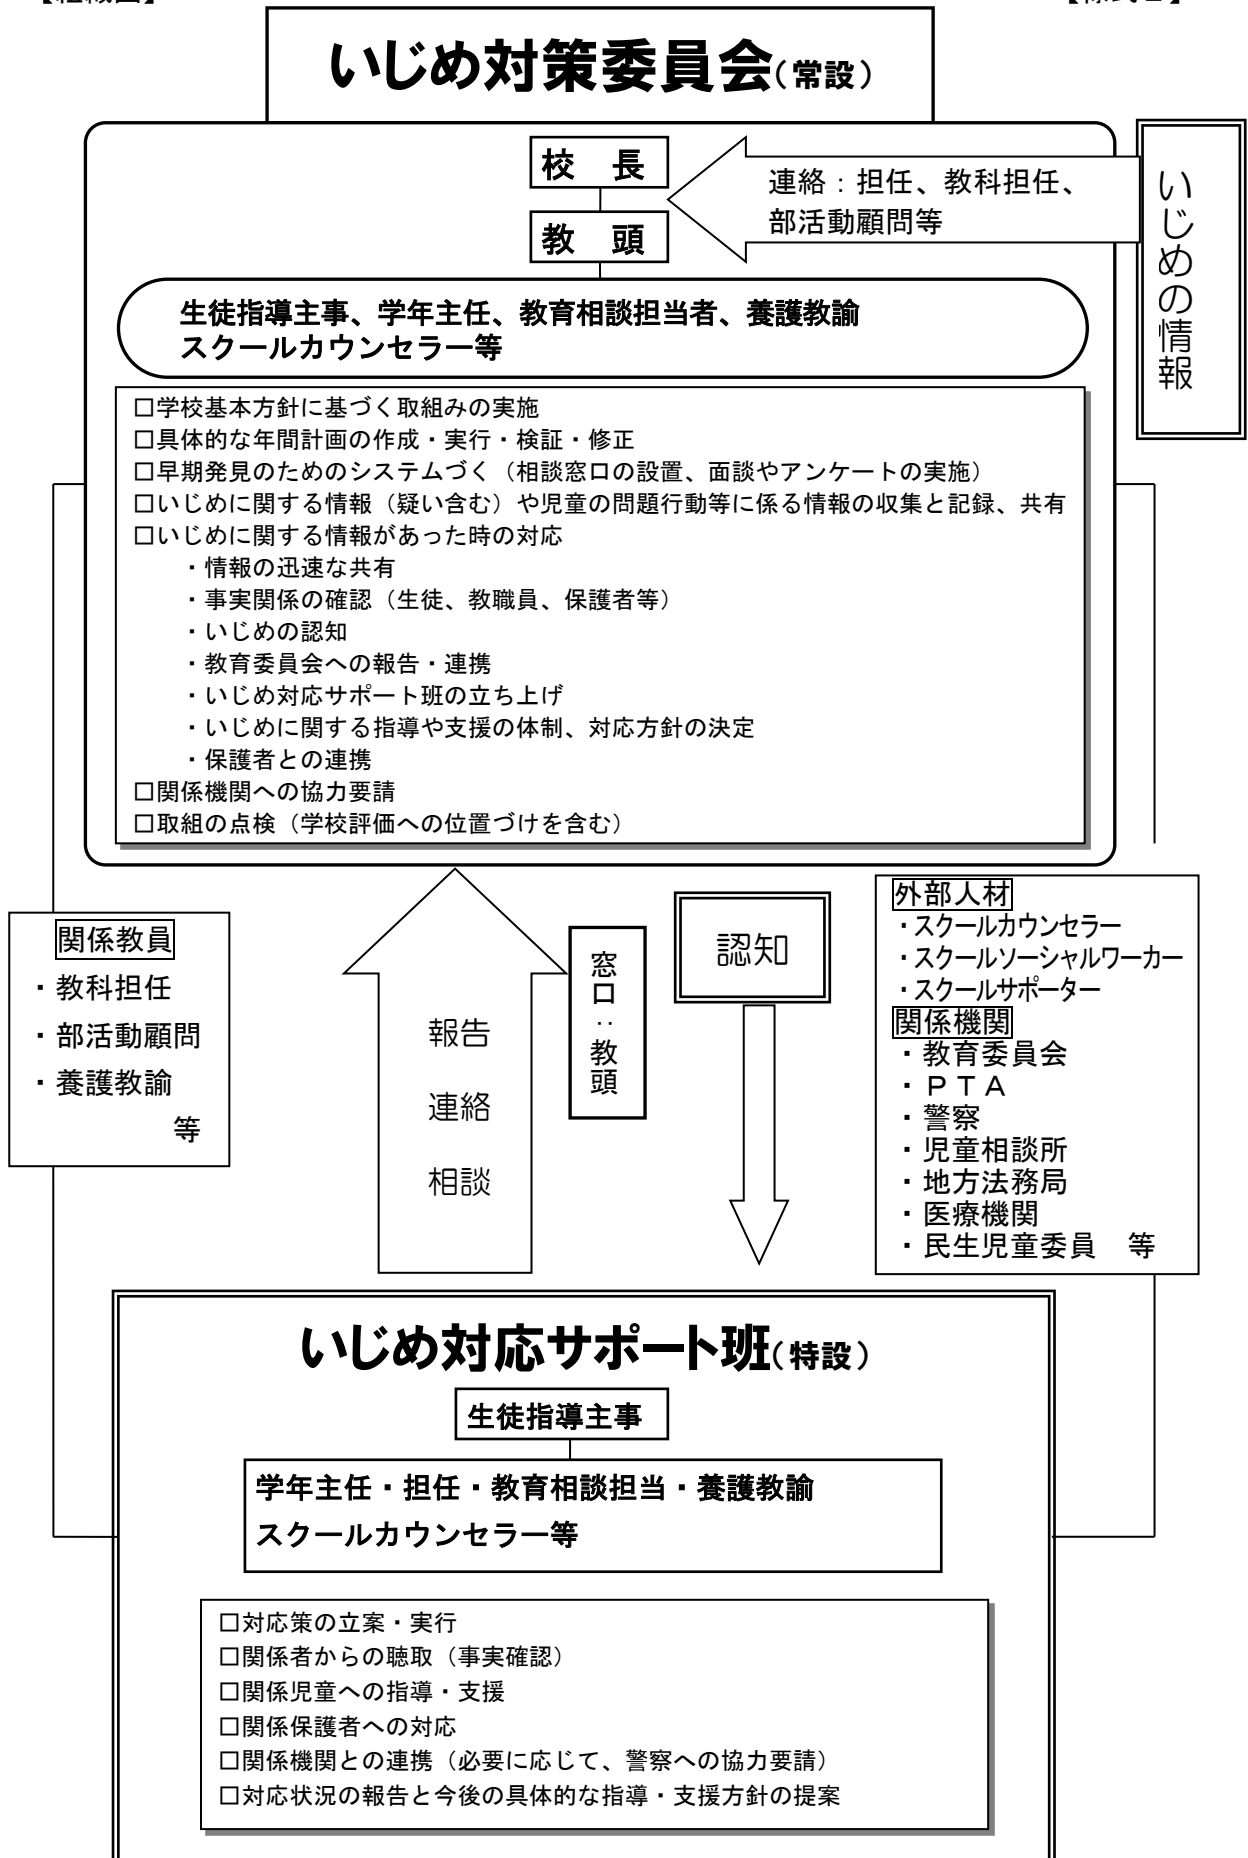 いじめ対策委員会（常設）
校　長
連絡：担任、教科担任、
部活動顧問等
いじめの情報
教　頭
生徒指導主事、学年主任、教育相談担当者、養護教諭
スクールカウンセラー等
□学校基本方針に基づく取組みの実施
□具体的な年間計画の作成・実行・検証・修正
□早期発見のためのシステムづく（相談窓口の設置、面談やアンケートの実施）
□いじめに関する情報（疑い含む）や児童の問題行動等に係る情報の収集と記録、共有
□いじめに関する情報があった時の対応
・情報の迅速な共有
・事実関係の確認（生徒、教職員、保護者等）
・いじめの認知
・教育委員会への報告・連携
・いじめ対応サポート班の立ち上げ
・いじめに関する指導や支援の体制、対応方針の決定
・保護者との連携
□関係機関への協力要請
□取組の点検（学校評価への位置づけを含む）
関係教員
・教科担任
・部活動顧問
・養護教諭
等
報告
連絡
相談
窓口：教頭
認知
外部人材
・スクールカウンセラー
・スクールソーシャルワーカー
・スクールサポーター
関係機関
・教育委員会
・ＰＴＡ
・警察
・児童相談所
・地方法務局
・医療機関
・民生児童委員　等
いじめ対応サポート班（特設）
生徒指導主事
学年主任・担任・教育相談担当・養護教諭
スクールカウンセラー等
□対応策の立案・実行
□関係者からの聴取（事実確認）
□関係児童への指導・支援
□関係保護者への対応
□関係機関との連携（必要に応じて、警察への協力要請）
□対応状況の報告と今後の具体的な指導・支援方針の提案